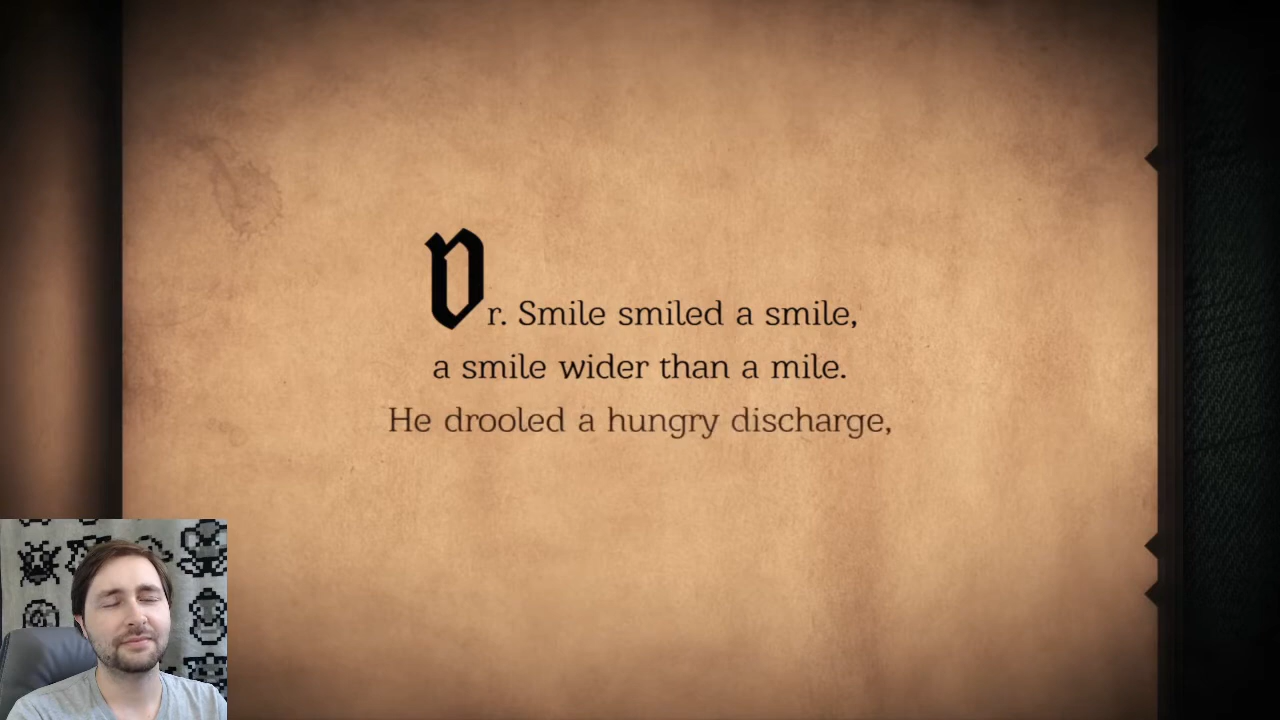 Dr. Smile smiled a smile,
a smile wider than a mile.
He drooled a hungry discharge,